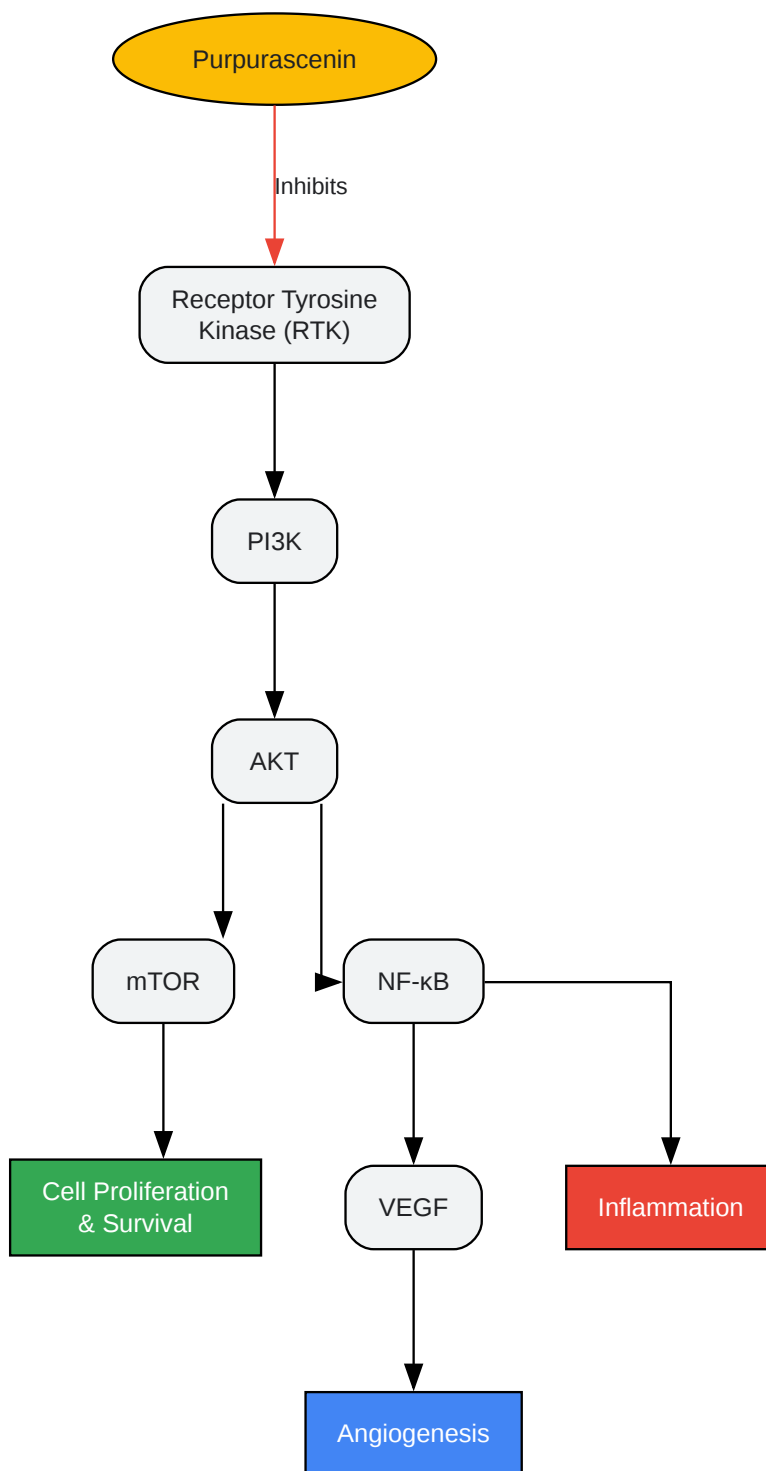 Purpurascenin
Inhibits
Receptor Tyrosine
Kinase (RTK)
PI3K
AKT
mTOR
NF-κB
Cell Proliferation
& Survival
VEGF
Inflammation
Angiogenesis